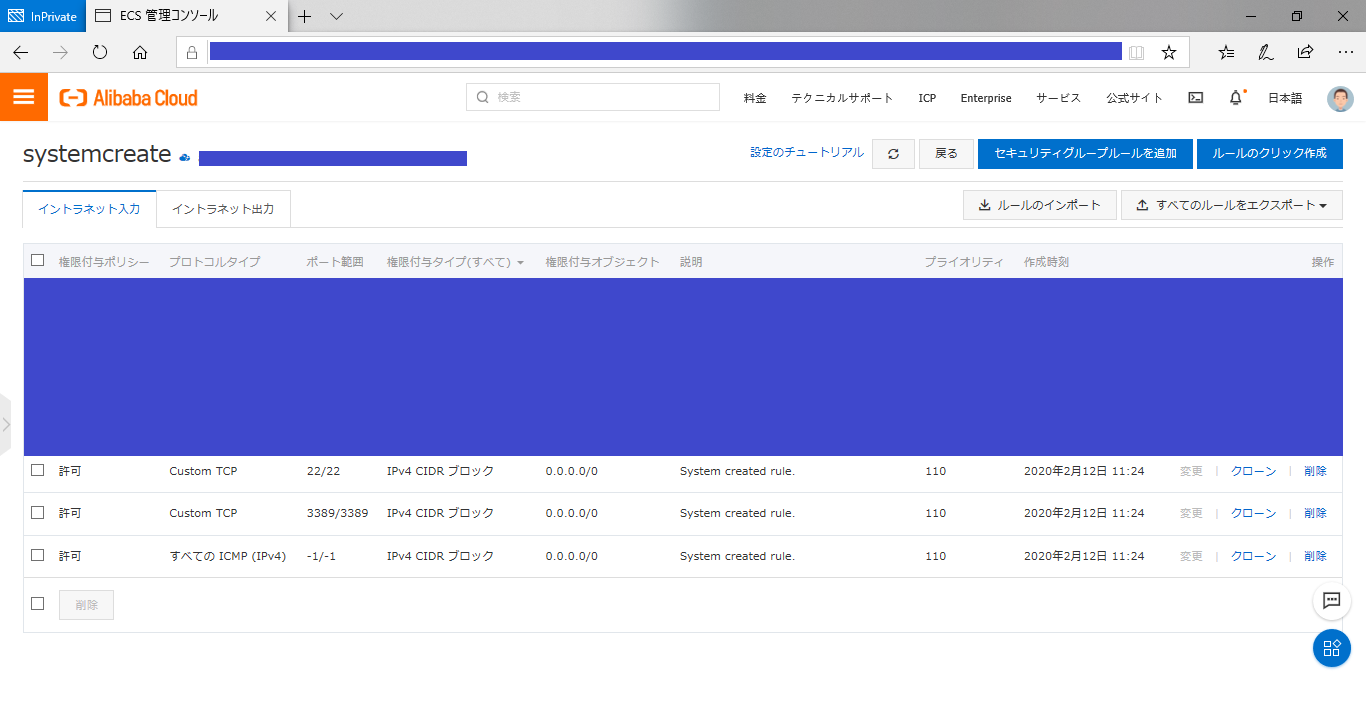 InPrivate
ECS 管理コンソール
Alibaba Cloud
検索
料金 テクニカルサポート ICP Enterprise サービス 公式サイト 日本語
systemcreate
設定のチュートリアル 戻る セキュリティグループルールを追加 ルールのクリック作成
イントラネット入力 イントラネット出力 ルールのインポート すべてのルールをエクスポート
権限付与ポリシー プロトコルタイプ ポート範囲 権限付与タイプ(すべて) 権限付与オブジェクト 説明 プライオリティ 作成時刻 操作
許可 Custom TCP 22/22 IPv4 CIDR ブロック 0.0.0.0/0 System created rule. 110 2020年2月12日 11:24 変更 | クローン | 削除
許可 Custom TCP 3389/3389 IPv4 CIDR ブロック 0.0.0.0/0 System created rule. 110 2020年2月12日 11:24 変更 | クローン | 削除
許可 すべての ICMP (IPv4) -1/-1 IPv4 CIDR ブロック 0.0.0.0/0 System created rule. 110 2020年2月12日 11:24 変更 | クローン | 削除
削除